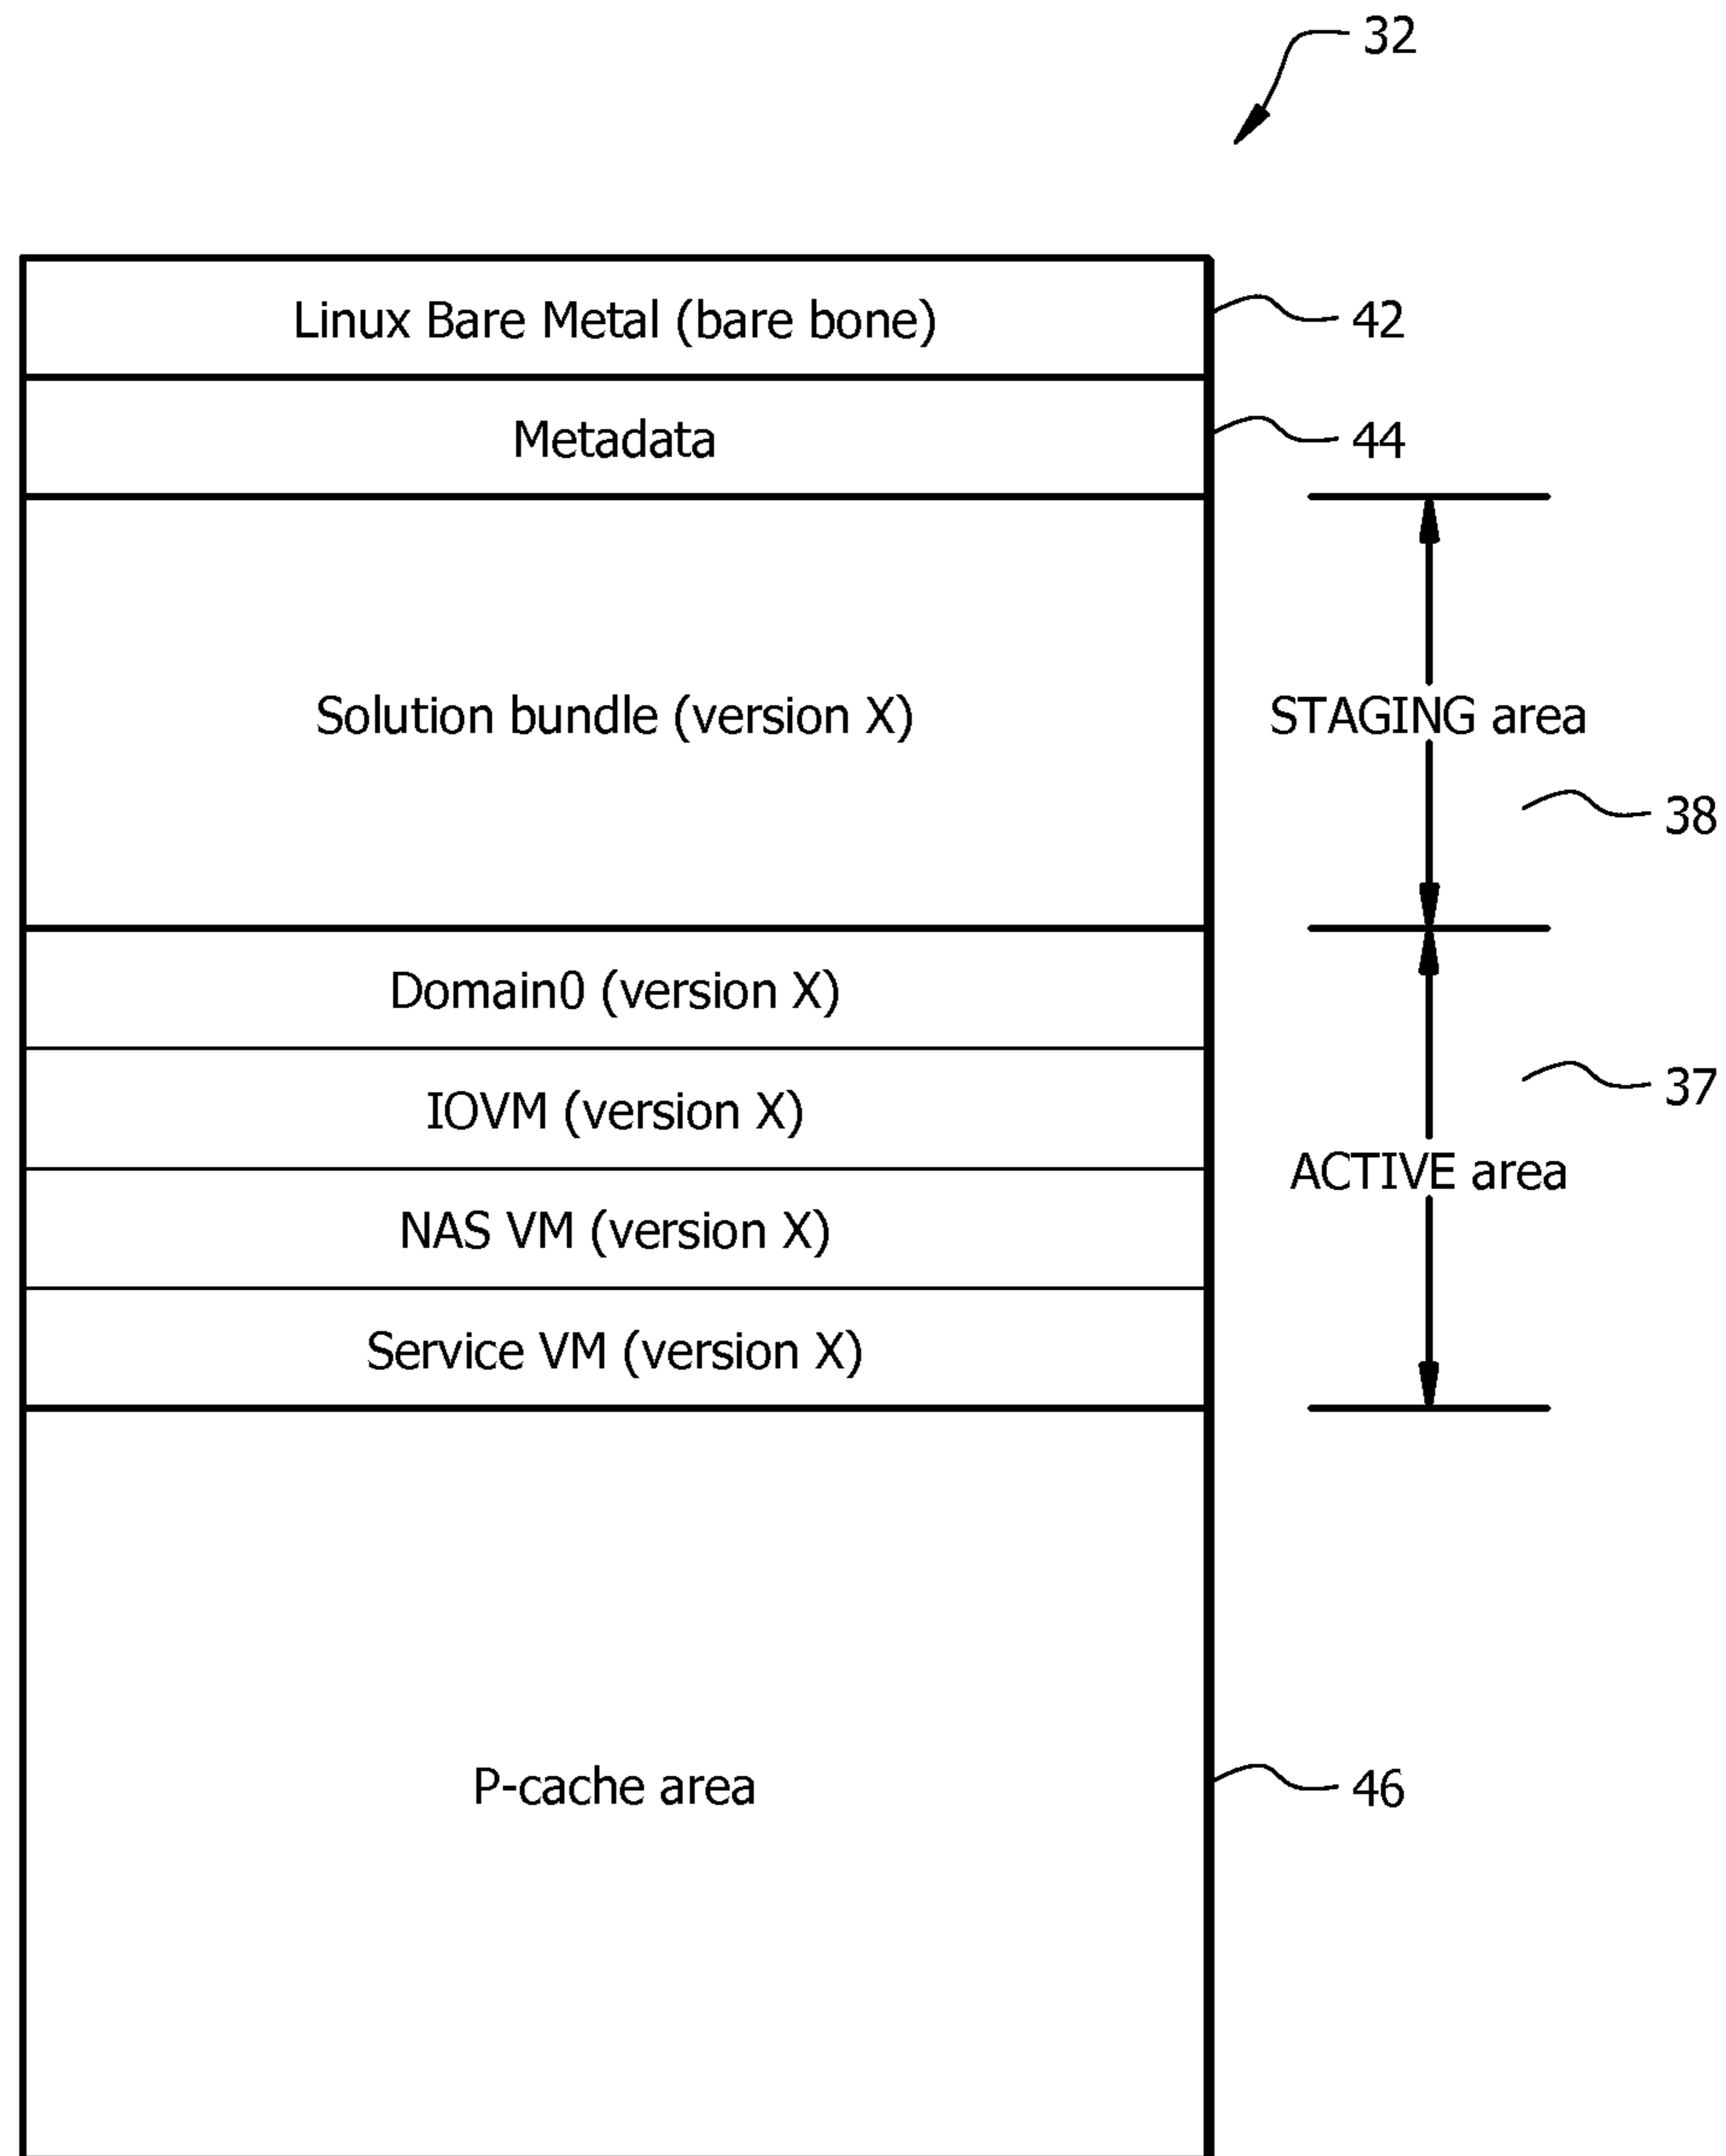 32
Linux Bare Metal (bare bone)
42
Metadata
44
Solution bundle (version X)
STAGING area
38
Domain0 (version X)
37
IOVM (version X)
ACTIVE area
NAS VM (version X)
Service VM (version X)
P-cache area
46